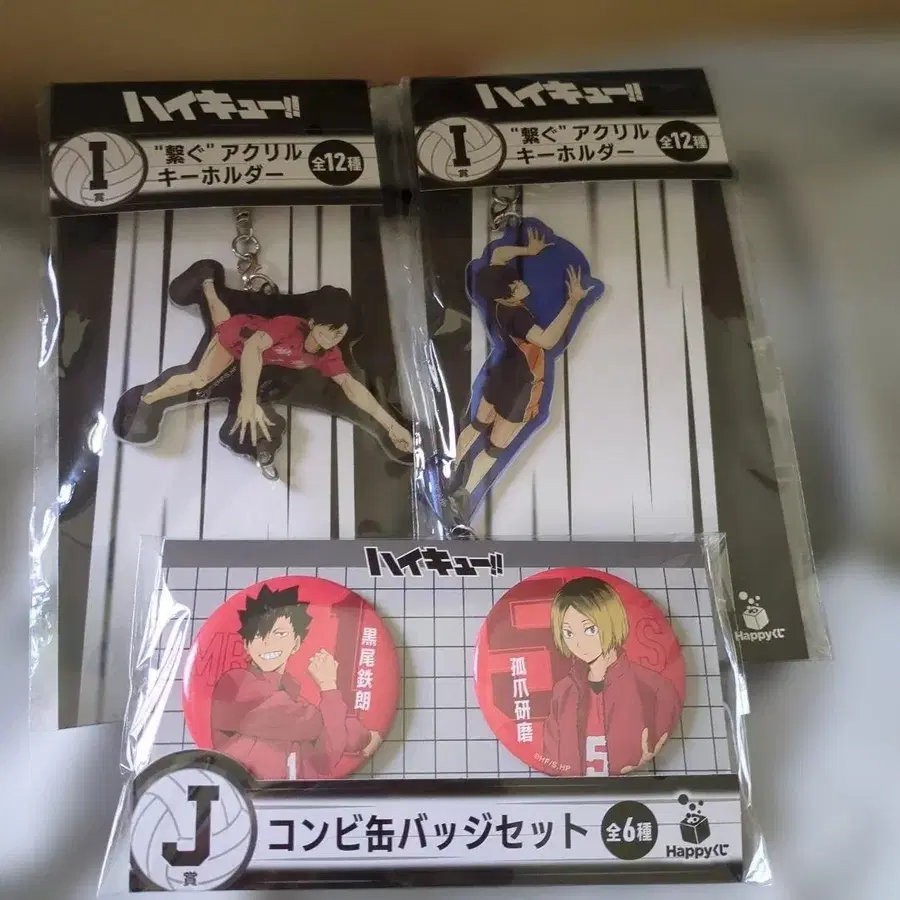 ハイキュー!!
I
賞
"繋ぐ"アクリル
キーホルダー
全12種
ハイキュー!!
I
賞
"繋ぐ"アクリル
キーホルダー
全12種
Happyくじ
ハイキュー!!
黒尾鉄朗
1
孤爪研磨
5
©HF/S,HP
J
賞
コンビ缶バッジセット
全6種
Happyくじ